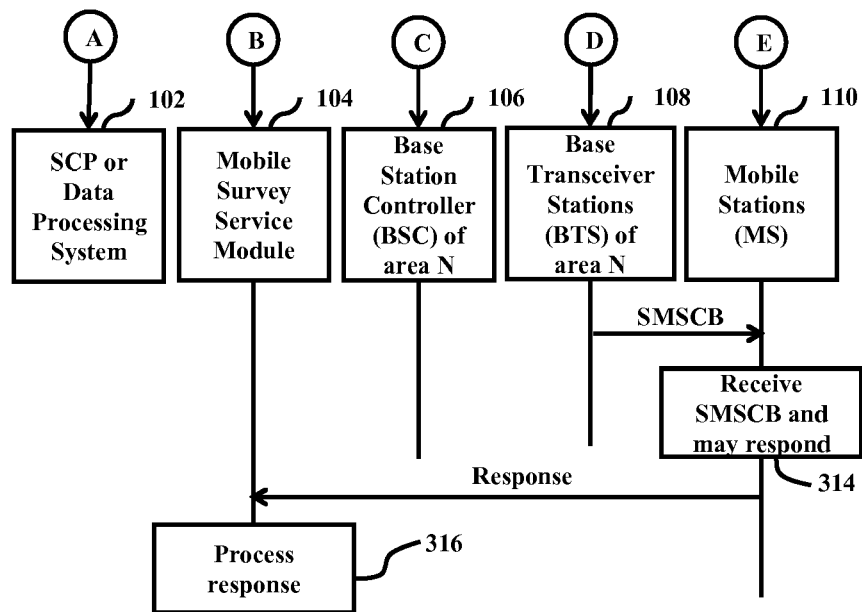 A
B
C
D
E
102
104
106
108
110
SCP or
Data
Processing
System
Mobile
Survey
Service
Module
Base
Station
Controller
(BSC) of
area N
Base
Transceiver
Stations
(BTS) of
area N
Mobile
Stations
(MS)
SMSCB
Receive
SMSCB and
may respond
314
Response
316
Process
response